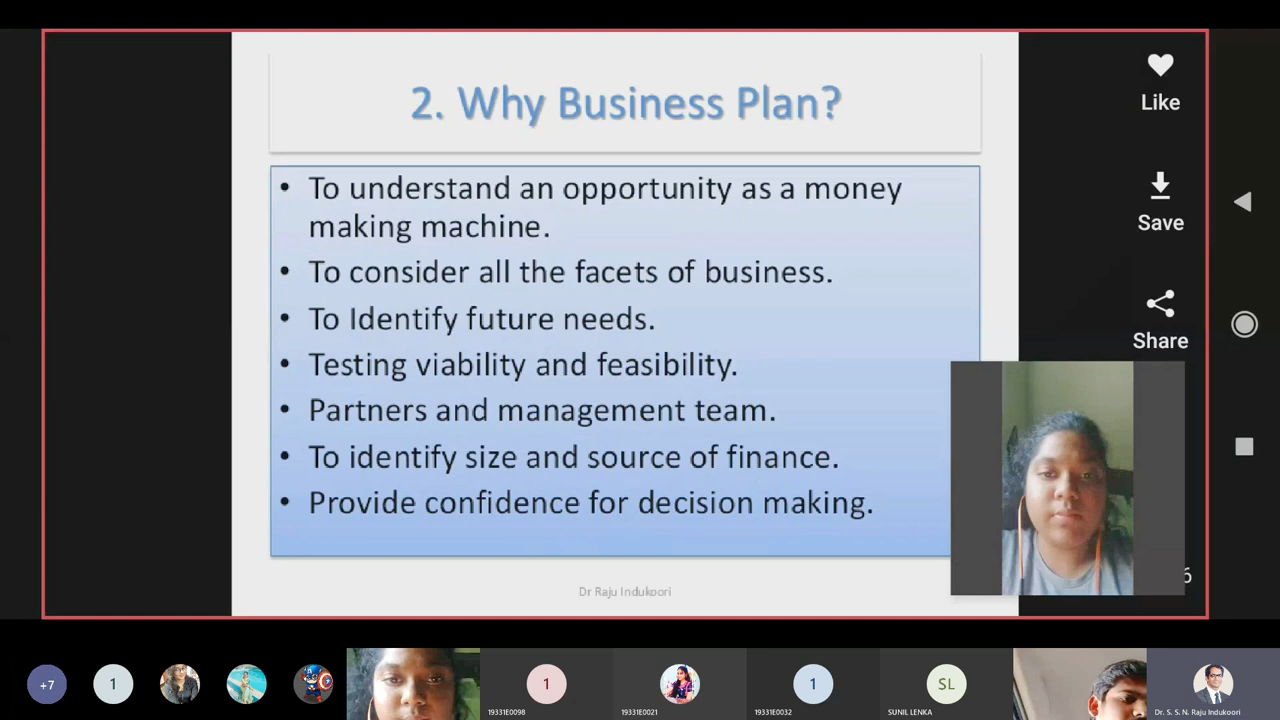 2. Why Business Plan?
Like
• To understand an opportunity as a money
making machine.
Save
• To consider all the facets of business.
• To Identify future needs.
Share
• Testing viability and feasibility.
• Partners and management team.
• To identify size and source of finance.
• Provide confidence for decision making.
6
Dr Raju Indukoori
+7
1
1
19331E0098
19331E0021
1
19331E0032
SL
SUNIL LENKA
Dr. S. S. N. Raju Indukoori